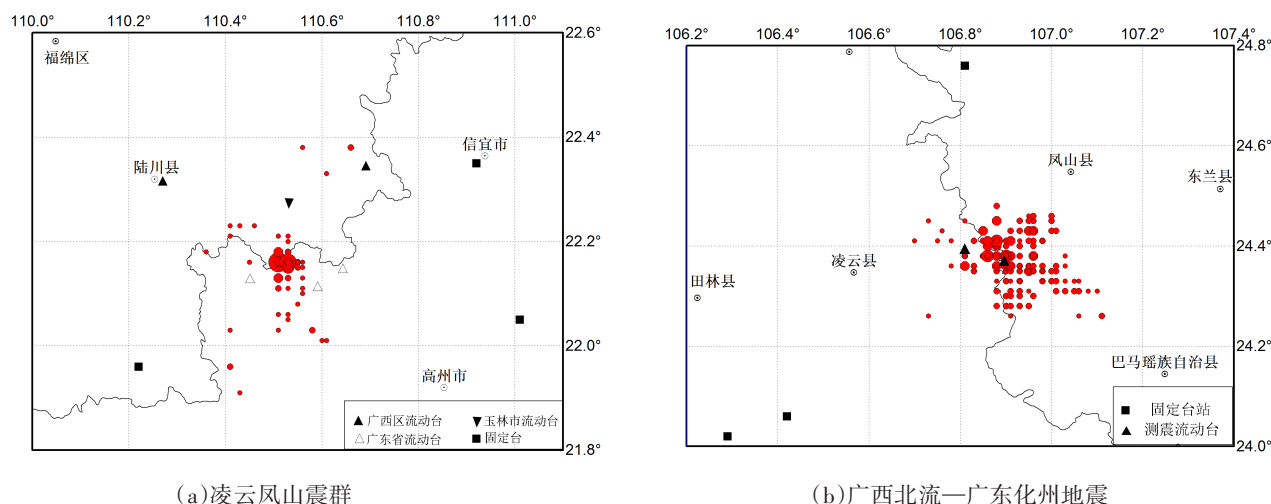 110.0° 110.2° 110.4° 110.6° 110.8° 111.0°
22.6°
福绵区
22.4°
信宜市
陆川县
22.2°
22.0°
高州市
▲广西区流动台 ▼玉林市流动台
△广东省流动台 ■固定台
21.8°
(a)凌云凤山震群
106.2° 106.4° 106.6° 106.8° 107.0° 107.2° 107.4°
24.8°
24.6°
凤山县
东兰县
24.4°
凌云县
田林县
24.2°
巴马瑶族自治县
■ 固定台站
▲ 测震流动台
24.0°
(b)广西北流—广东化州地震